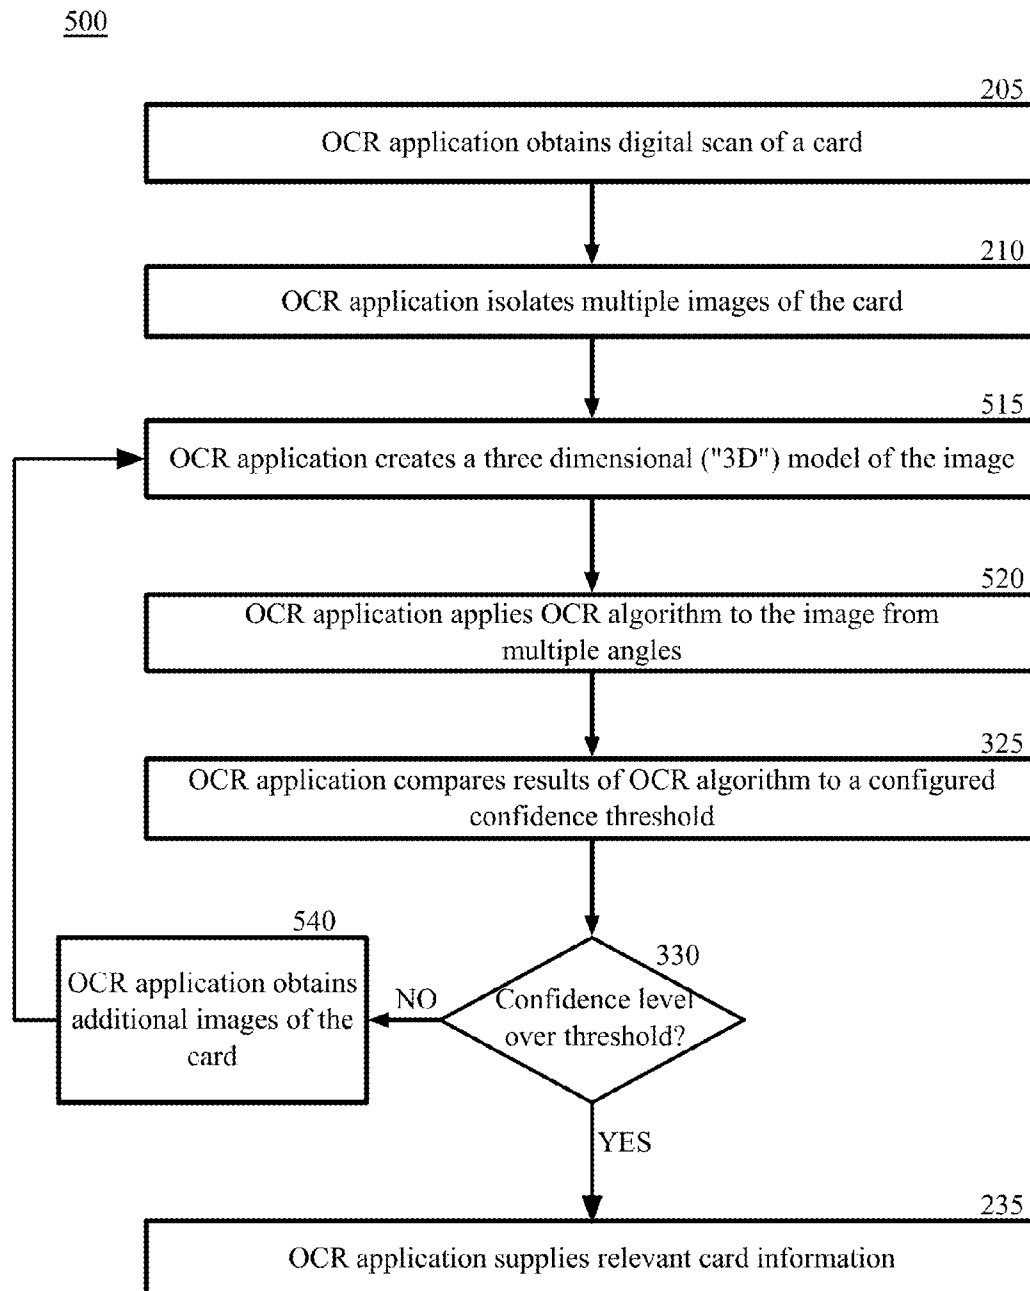 500
205
OCR application obtains digital scan of a card
210
OCR application isolates multiple images of the card
515
OCR application creates a three dimensional ("3D") model of the image
520
OCR application applies OCR algorithm to the image from
multiple angles
325
OCR application compares results of OCR algorithm to a configured
confidence threshold
540
OCR application obtains
additional images of the
card
NO
330
Confidence level
over threshold?
YES
235
OCR application supplies relevant card information